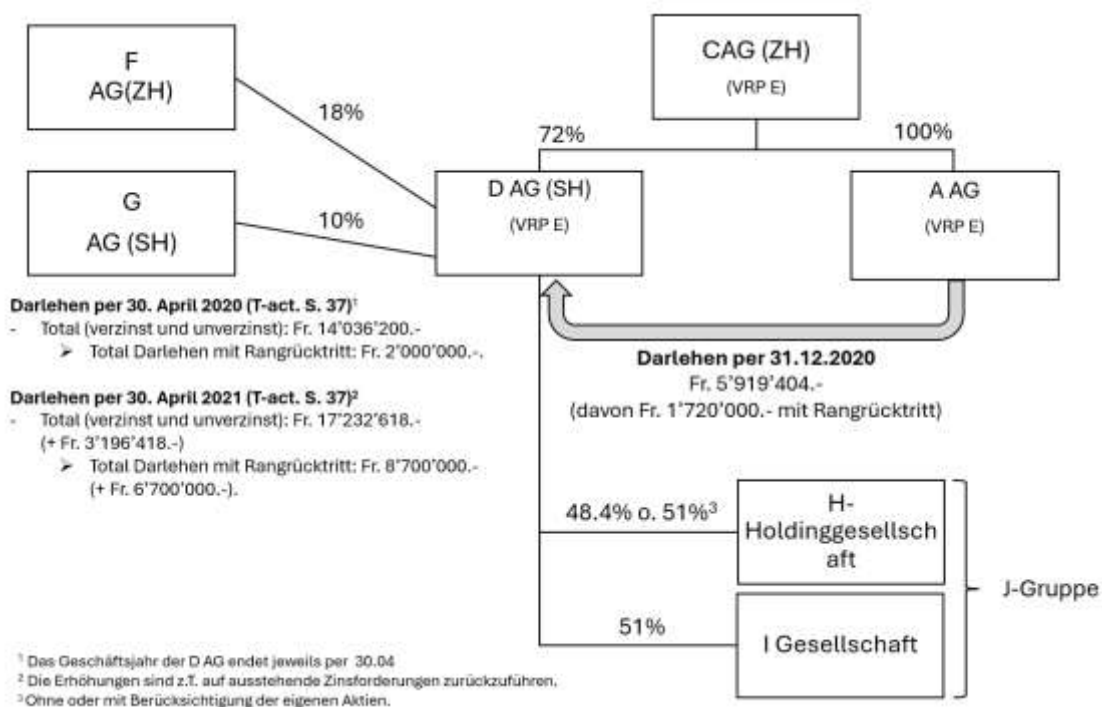 F
AG(ZH)
18%
CAG (ZH)
(VRP E)
72%
100%
G
AG (SH)
10%
D AG (SH)
(VRP E)
A AG
(VRP E)
Darlehen per 30. April 2020 (T-act. S. 37)¹
- Total (verzinst und unverzinst): Fr. 14'036'200.-
➢ Total Darlehen mit Rangrücktritt: Fr. 2'000'000.-.
Darlehen per 30. April 2021 (T-act. S. 37)²
- Total (verzinst und unverzinst): Fr. 17'232'618.-
(+ Fr. 3'196'418.-)
➢ Total Darlehen mit Rangrücktritt: Fr. 8'700'000.-
(+ Fr. 6'700'000.-).
Darlehen per 31.12.2020
Fr. 5'919'404.-
(davon Fr. 1'720'000.- mit Rangrücktritt)
48.4% o. 51%³
H-
Holdinggesellsch
aft
J-Gruppe
51%
I Gesellschaft
¹ Das Geschäftsjahr der D AG endet jeweils per 30.04
² Die Erhöhungen sind z.T. auf ausstehende Zinsforderungen zurückzuführen.
³ Ohne oder mit Berücksichtigung der eigenen Aktien.